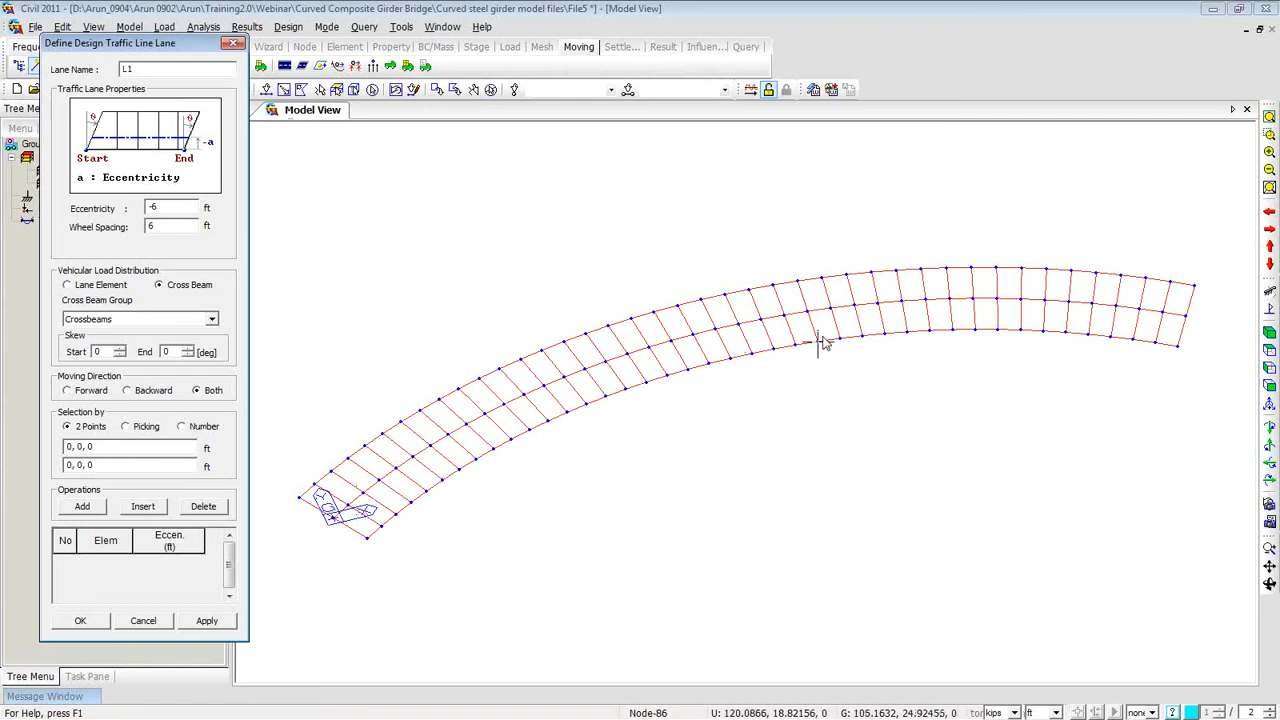 Civil 2011 - [D:\Arun_0904\Arun\Training2.0\Webinar\Curved Composite Girder Bridge\Curved steel girder model files\File5 *] - [Model View]
File Edit View Model Load Analysis Results Design Mode Query Tools Window Help
Define Design Traffic Line Lane
Freque Wizard Node Element Property BC/Mass Stage Load Mesh Moving Settle... Result Influen... Query
Lane Name : L1
Traffic Lane Properties
Tree Me
Model View
Menu
θ θ
-a
Grou
Start End
a : Eccentricity
Eccentricity : -6 ft
Wheel Spacing: 6 ft
Vehicular Load Distribution
Lane Element Cross Beam
Cross Beam Group
Crossbeams
Skew
Start 0 End 0 [deg]
Moving Direction
Forward Backward Both
Selection by
2 Points Picking Number
0, 0, 0 ft
0, 0, 0 ft
Operations
Add Insert Delete
No Elem Eccen.
(ft)
OK Cancel Apply
Tree Menu Task Pane
Message Window
For Help, press F1 Node-86 U: 120.0866, 18.82156, 0 G: 105.1632, 24.92455, 0 kips ft none ? 1 / 2